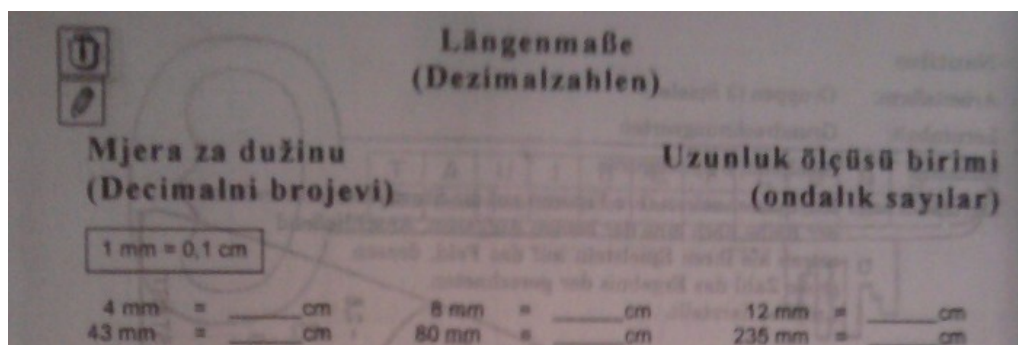 Längenmaße
(Dezimalzahlen)
Mjera za dužinu
(Decimalni brojevi)
Uzunluk ölçüsü birimi
(ondalık sayılar)
1 mm = 0,1 cm
4 mm = ______cm 8 mm = ______cm 12 mm = ______cm
43 mm = ______cm 80 mm = ______cm 235 mm = ______cm